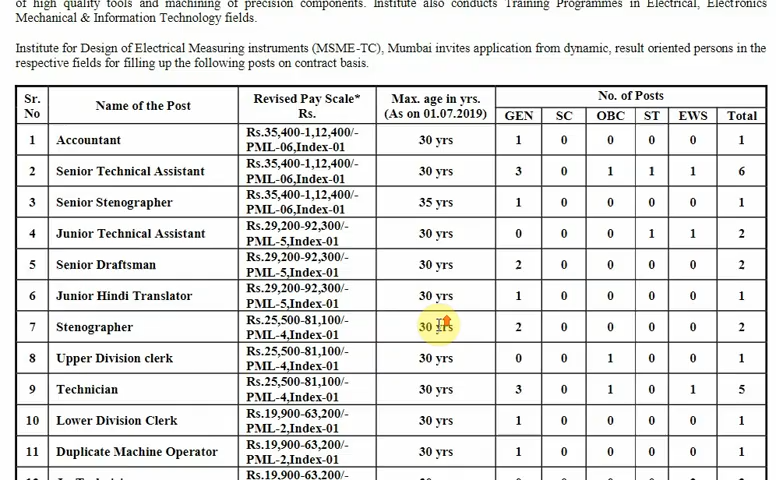 of high quality tools and machining of precision components. Institute also conducts Training Programmes in Electrical, Electronics
Mechanical & Information Technology fields.
Institute for Design of Electrical Measuring instruments (MSME-TC), Mumbai invites application from dynamic, result oriented persons in the
respective fields for filling up the following posts on contract basis.
Sr. No Name of the Post Revised Pay Scale* Rs. Max. age in yrs. (As on 01.07.2019) No. of Posts
GEN SC OBC ST EWS Total
1 Accountant Rs.35,400-1,12,400/- PML-06,Index-01 30 yrs 1 0 0 0 0 1
2 Senior Technical Assistant Rs.35,400-1,12,400/- PML-06,Index-01 30 yrs 3 0 1 1 1 6
3 Senior Stenographer Rs.35,400-1,12,400/- PML-06,Index-01 35 yrs 1 0 0 0 0 1
4 Junior Technical Assistant Rs.29,200-92,300/- PML-5,Index-01 30 yrs 0 0 0 1 1 2
5 Senior Draftsman Rs.29,200-92,300/- PML-5,Index-01 30 yrs 2 0 0 0 0 2
6 Junior Hindi Translator Rs.29,200-92,300/- PML-5,Index-01 30 yrs 1 0 0 0 0 1
7 Stenographer Rs.25,500-81,100/- PML-4,Index-01 30 yrs 2 0 0 0 0 2
8 Upper Division clerk Rs.25,500-81,100/- PML-4,Index-01 30 yrs 0 0 1 0 0 1
9 Technician Rs.25,500-81,100/- PML-4,Index-01 30 yrs 3 0 1 0 1 5
10 Lower Division Clerk Rs.19,900-63,200/- PML-2,Index-01 30 yrs 1 0 0 0 0 1
11 Duplicate Machine Operator Rs.19,900-63,200/- PML-2,Index-01 30 yrs 1 0 0 0 0 1
Rs.19,900-63,200/-